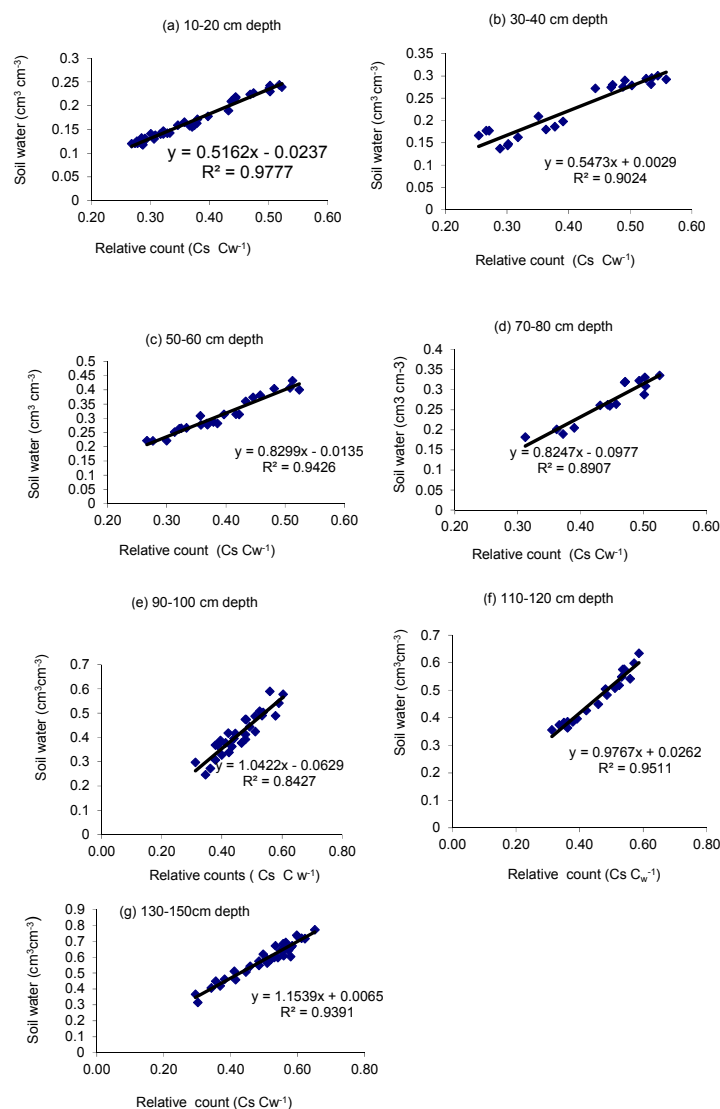 (a) 10-20 cm depth
Soil water (cm³ cm⁻³)
0.3
0.25
0.2
0.15
0.1
0.05
0
y = 0.5162x - 0.0237
R² = 0.9777
0.20 0.30 0.40 0.50 0.60
Relative count (Cs Cw⁻¹)
(b) 30-40 cm depth
Soil water (cm³ cm⁻³)
0.35
0.3
0.25
0.2
0.15
0.1
0.05
0
y = 0.5473x + 0.0029
R² = 0.9024
0.20 0.30 0.40 0.50 0.60
Relative count (Cs Cw⁻¹)
(c) 50-60 cm depth
Soil water (cm³ cm⁻³)
0.5
0.45
0.4
0.35
0.3
0.25
0.2
0.15
0.1
0.05
0
y = 0.8299x - 0.0135
R² = 0.9426
0.20 0.30 0.40 0.50 0.60
Relative count (Cs Cw⁻¹)
(d) 70-80 cm depth
Soil water (cm3 cm-3)
0.4
0.35
0.3
0.25
0.2
0.15
0.1
0.05
0
y = 0.8247x - 0.0977
R² = 0.8907
0.20 0.30 0.40 0.50 0.60
Relative count (Cs Cw⁻¹)
(e) 90-100 cm depth
Soil water (cm³cm⁻³)
0.7
0.6
0.5
0.4
0.3
0.2
0.1
0
y = 1.0422x - 0.0629
R² = 0.8427
0.00 0.20 0.40 0.60 0.80
Relative counts ( Cs C w⁻¹)
(f) 110-120 cm depth
Soil water (cm³cm⁻³)
0.7
0.6
0.5
0.4
0.3
0.2
0.1
0
y = 0.9767x + 0.0262
R² = 0.9511
0.00 0.20 0.40 0.60 0.80
Relative count (Cs Cw⁻¹)
(g) 130-150cm depth
Soil water (cm³cm⁻³)
0.9
0.8
0.7
0.6
0.5
0.4
0.3
0.2
0.1
0
y = 1.1539x + 0.0065
R² = 0.9391
0.00 0.20 0.40 0.60 0.80
Relative count (Cs Cw⁻¹)